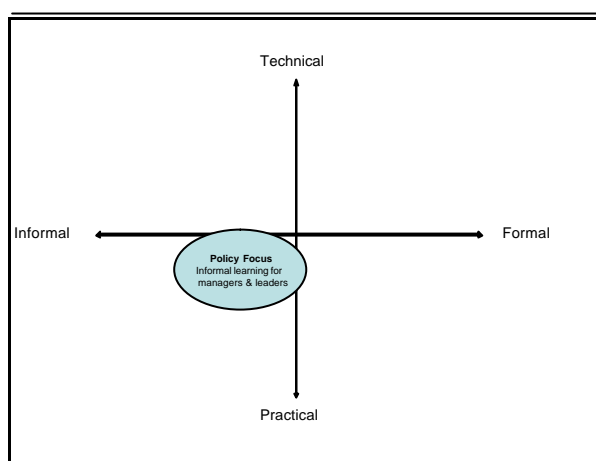 Technical
Informal
Formal
Policy Focus
Informal learning for
managers & leaders
Practical